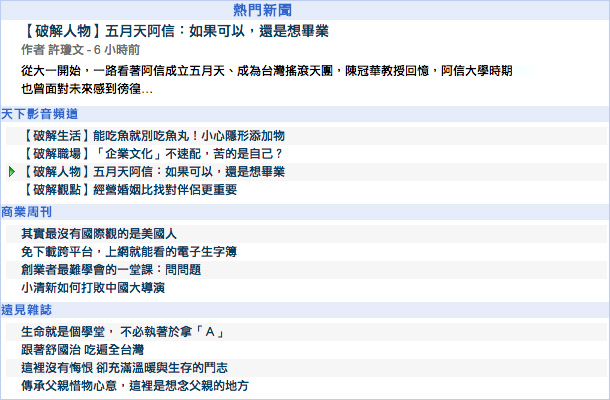 熱門新聞
【破解人物】五月天阿信：如果可以，還是想畢業
作者 許瓊文 - 6 小時前
從大一開始，一路看著阿信成立五月天、成為台灣搖滾天團，陳冠華教授回憶，阿信大學時期
也曾面對未來感到徬徨...
天下影音頻道
【破解生活】能吃魚就別吃魚丸！小心隱形添加物
【破解職場】「企業文化」不速配，苦的是自己？
【破解人物】五月天阿信：如果可以，還是想畢業
【破解觀點】經營婚姻比找對伴侶更重要
商業周刊
其實最沒有國際觀的是美國人
免下載跨平台，上網就能看的電子生字簿
創業者最難學會的一堂課：問問題
小清新如何打敗中國大導演
遠見雜誌
生命就是個學堂， 不必執著於拿「A」
跟著舒國治 吃遍全台灣
這裡沒有悔恨 卻充滿溫暖與生存的鬥志
傳承父親惜物心意，這裡是想念父親的地方